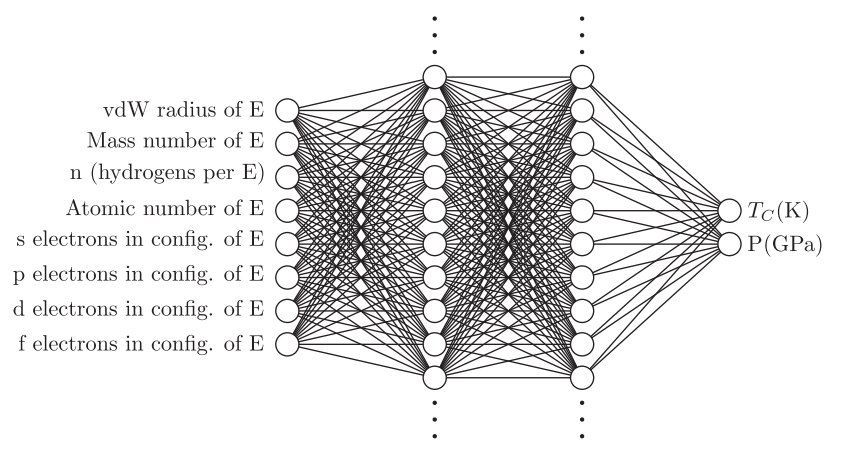 vdW radius of E
Mass number of E
n (hydrogens per E)
Atomic number of E
s electrons in config. of E
p electrons in config. of E
d electrons in config. of E
f electrons in config. of E
T_C(K)
P(GPa)